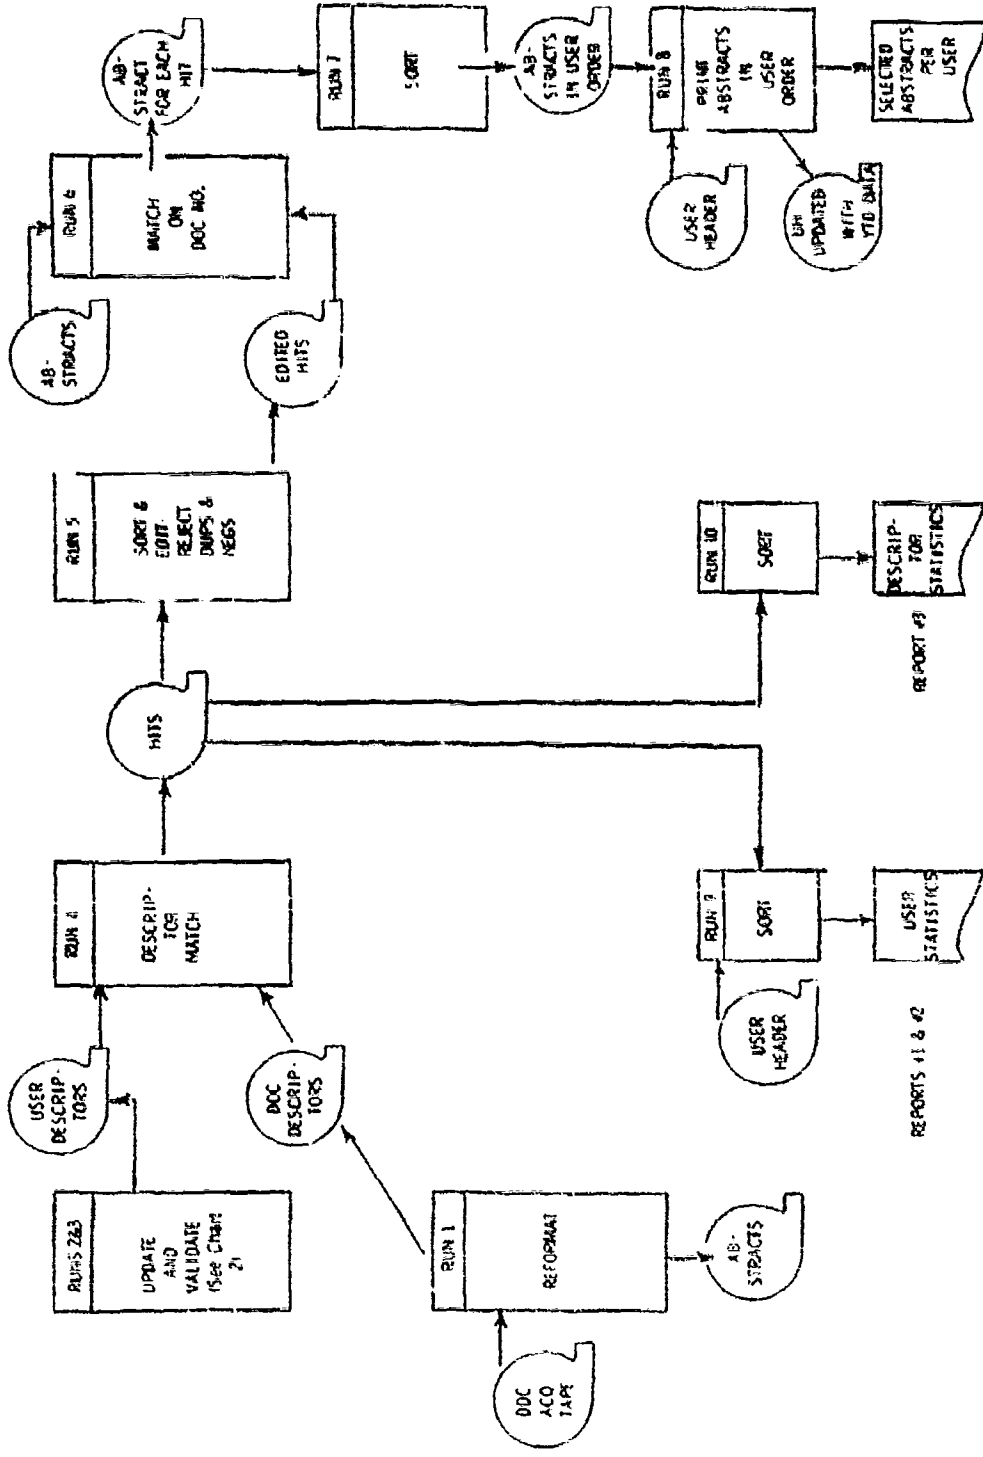 RUNS 2&3
UPDATE
AND
VALIDATE
(See Chart
2)
USER
DESCRIP-
TORS
RUN 4
DESCRIP-
TOR
MATCH
HITS
RUN 5
SORT &
EDIT-
REJECT
DUPS &
NEGS
AB-
STRACTS
EDITED
HITS
RUN 6
MATCH
ON
DOC NO.
AB-
STRACT
FOR EACH
HIT
DDC
ACQ
TAPE
RUN 1
REFORMAT
DOC
DESCRIP-
TORS
AB-
STRACTS
RUN 7
SORT
AB-
STRACTS
IN USER
ORDER
USER
HEADER
RUN 8
PRINT
ABSTRACTS
IN
USER
ORDER
UH
UPDATED
WITH
YTD DATA
SELECTED
ABSTRACTS
PER
USER
USER
HEADER
RUN 9
SORT
USER
STATISTICS
REPORTS #1 & #2
RUN 10
SORT
DESCRIP-
TOR
STATISTICS
REPORT #3